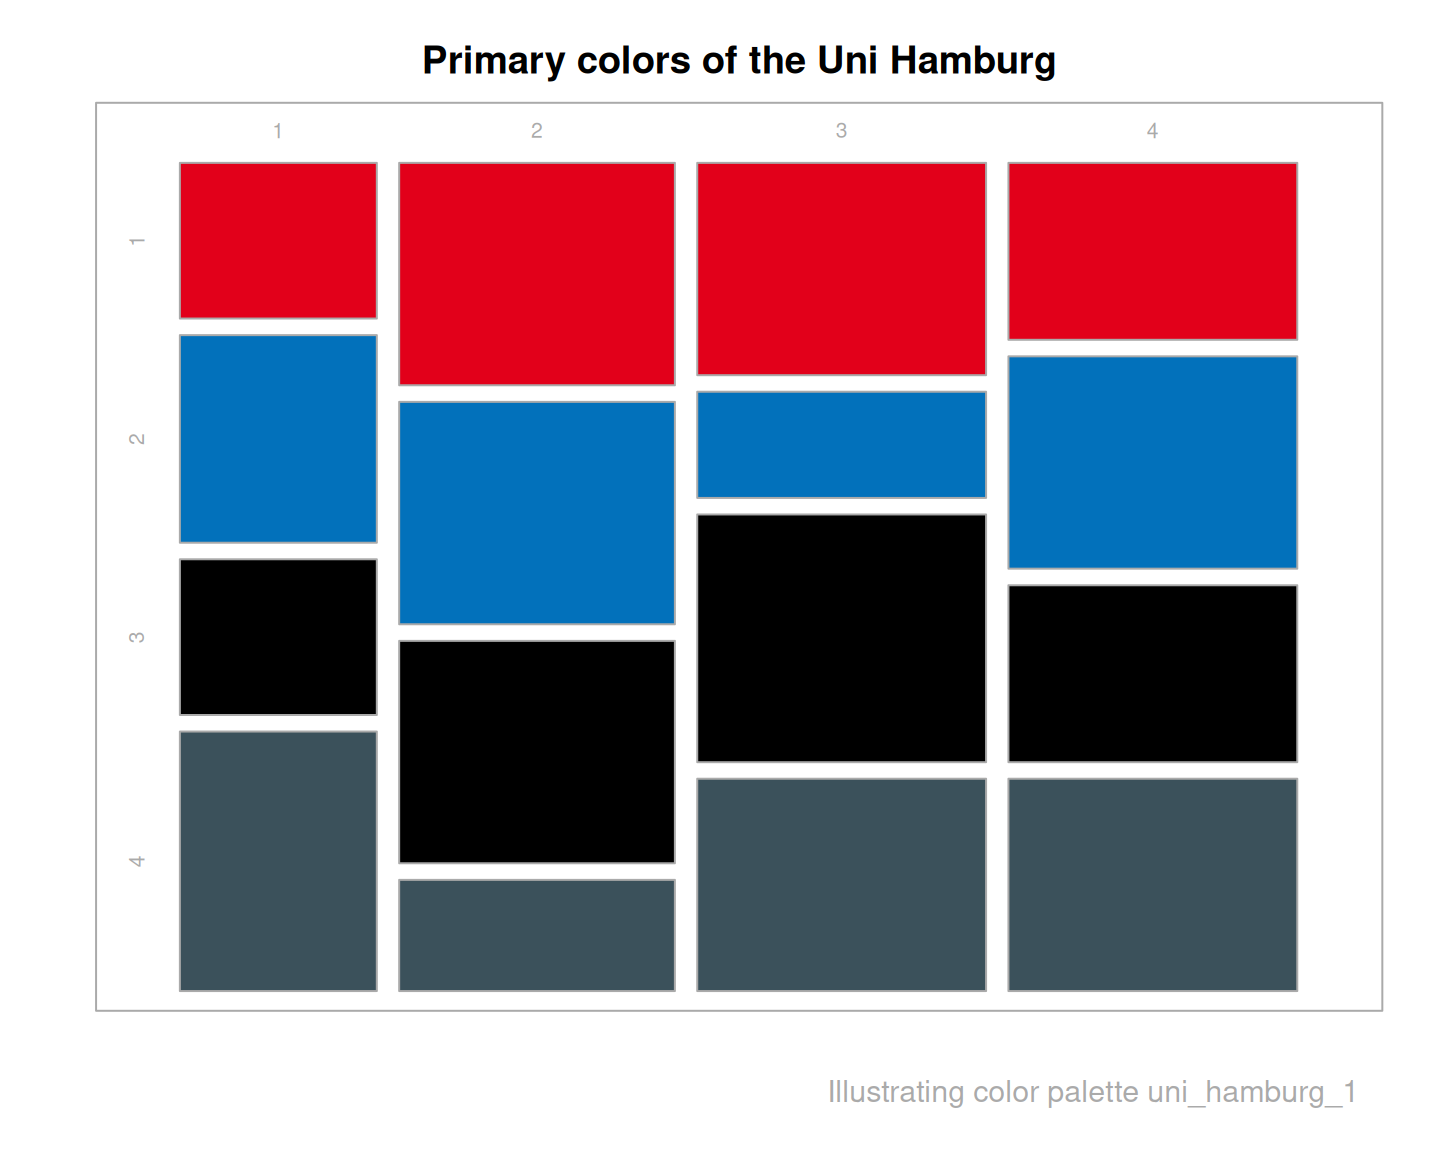 Primary colors of the Uni Hamburg
1 2 3 4
1
2
3
4
Illustrating color palette uni_hamburg_1